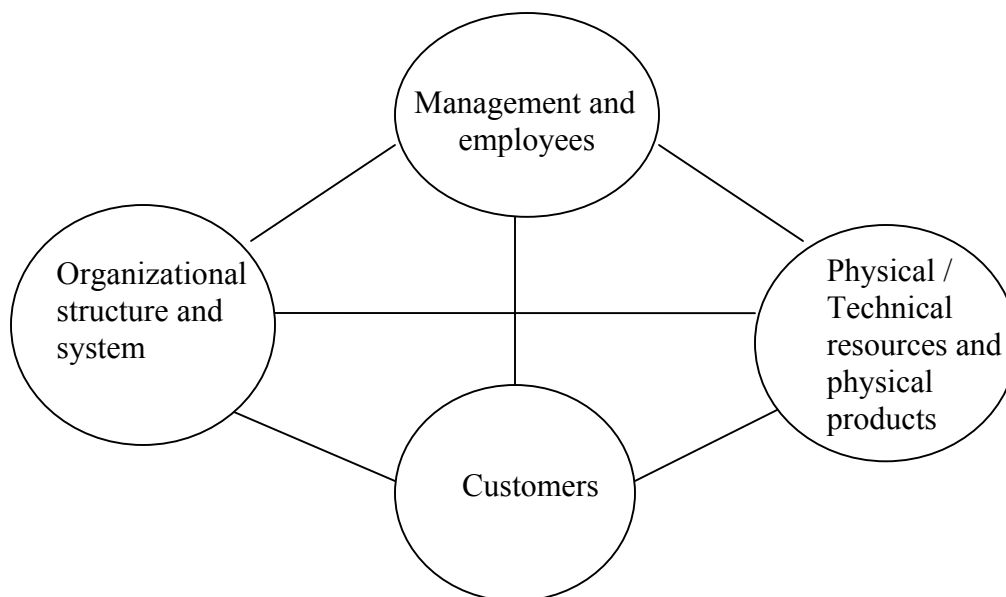 Management and
employees
Organizational
structure and
system
Physical /
Technical
resources and
physical
products
Customers